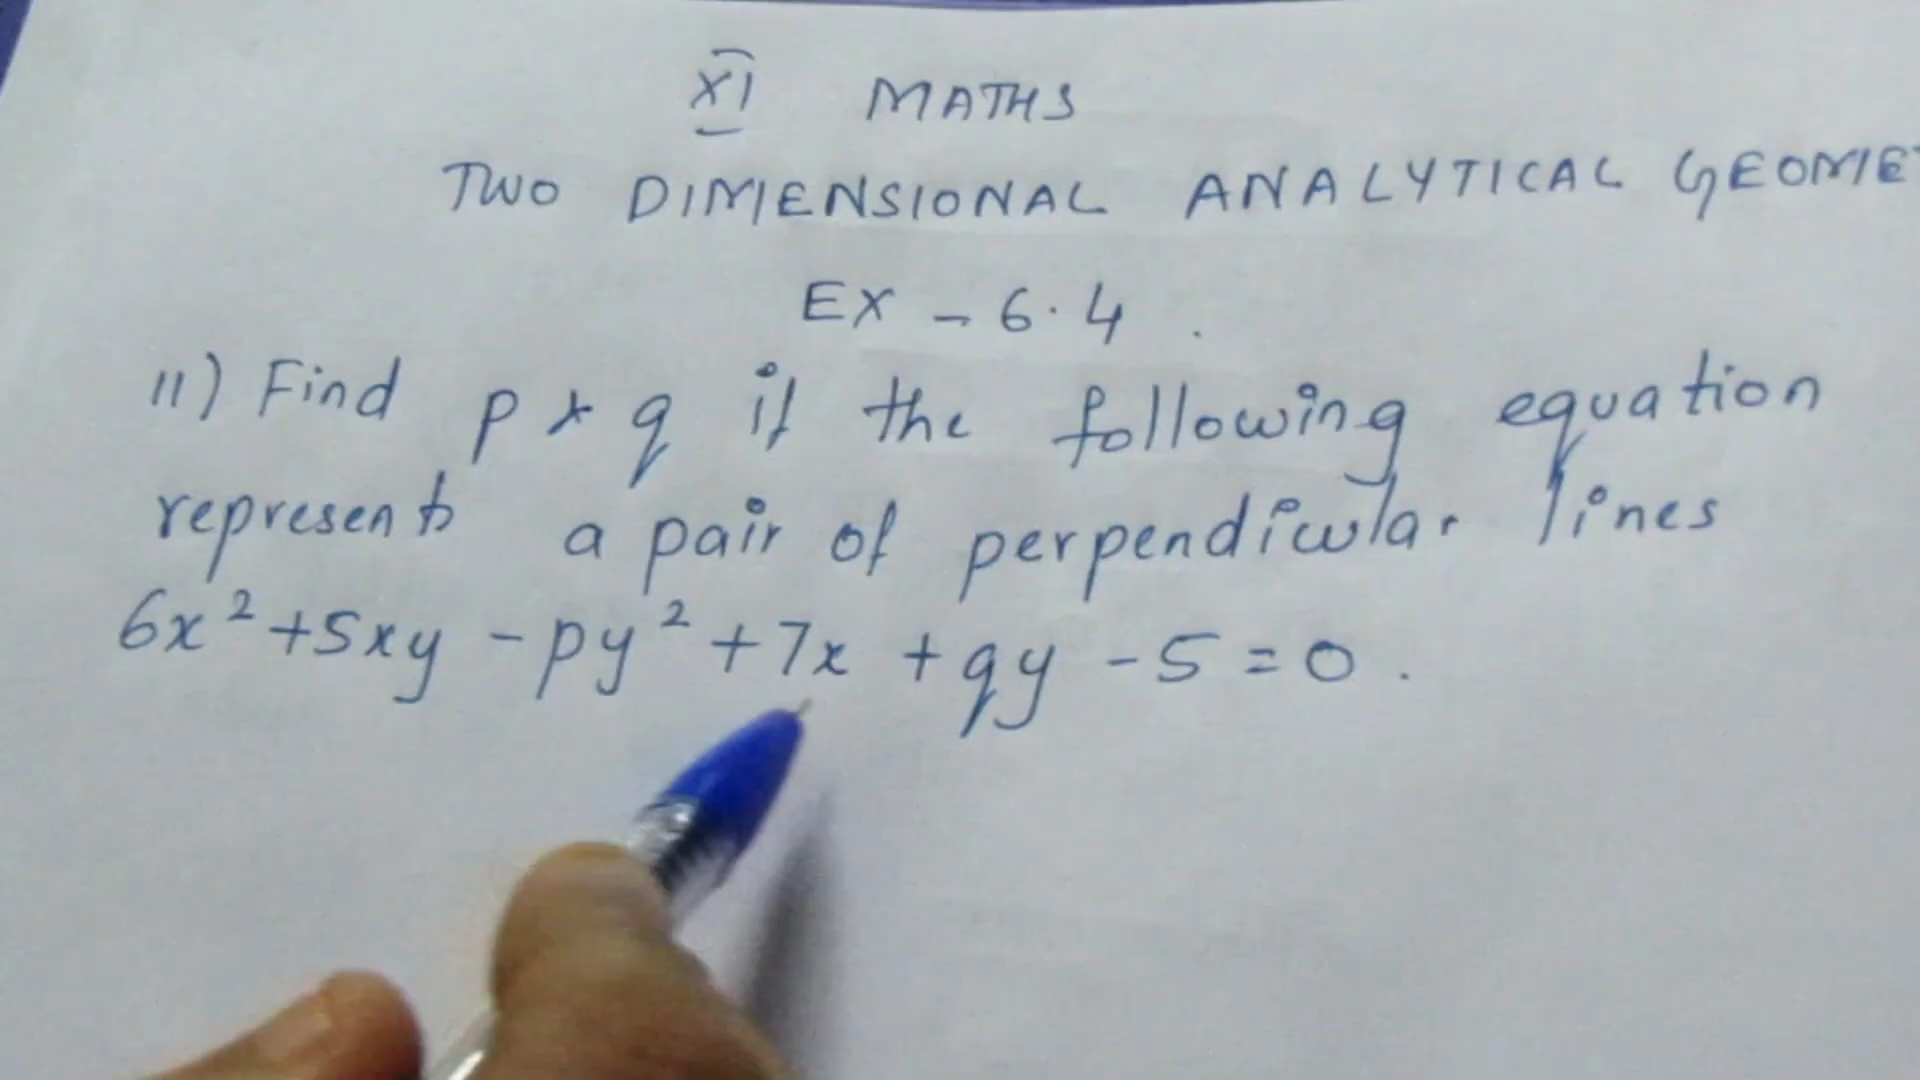 XI MATHS
TWO DIMENSIONAL ANALYTICAL GEOMET
EX - 6.4.
11) Find p & q if the following equation
represents a pair of perpendicular lines
6x² + 5xy - py² + 7x + qy - 5 = 0.